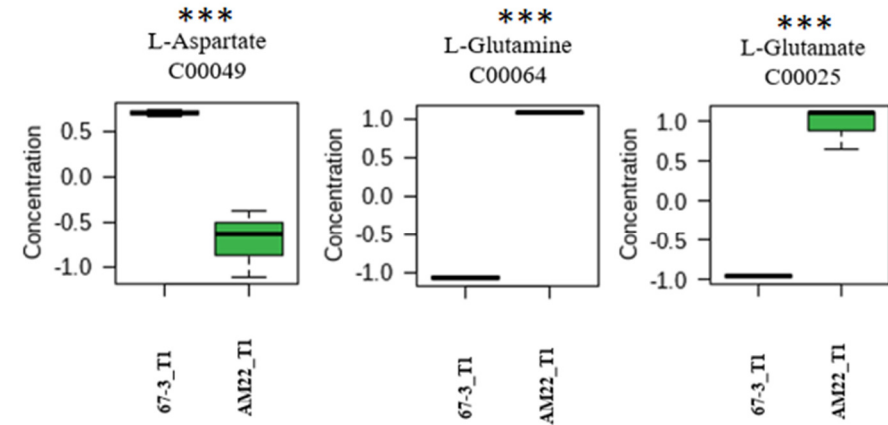 ***
L-Aspartate
C00049
Concentration
0.5
0.0
-0.5
-1.0
67-3_T1
AM22_T1
***
L-Glutamine
C00064
Concentration
1.0
0.5
0.0
-0.5
-1.0
67-3_T1
AM22_T1
***
L-Glutamate
C00025
Concentration
1.0
0.5
0.0
-0.5
-1.0
67-3_T1
AM22_T1